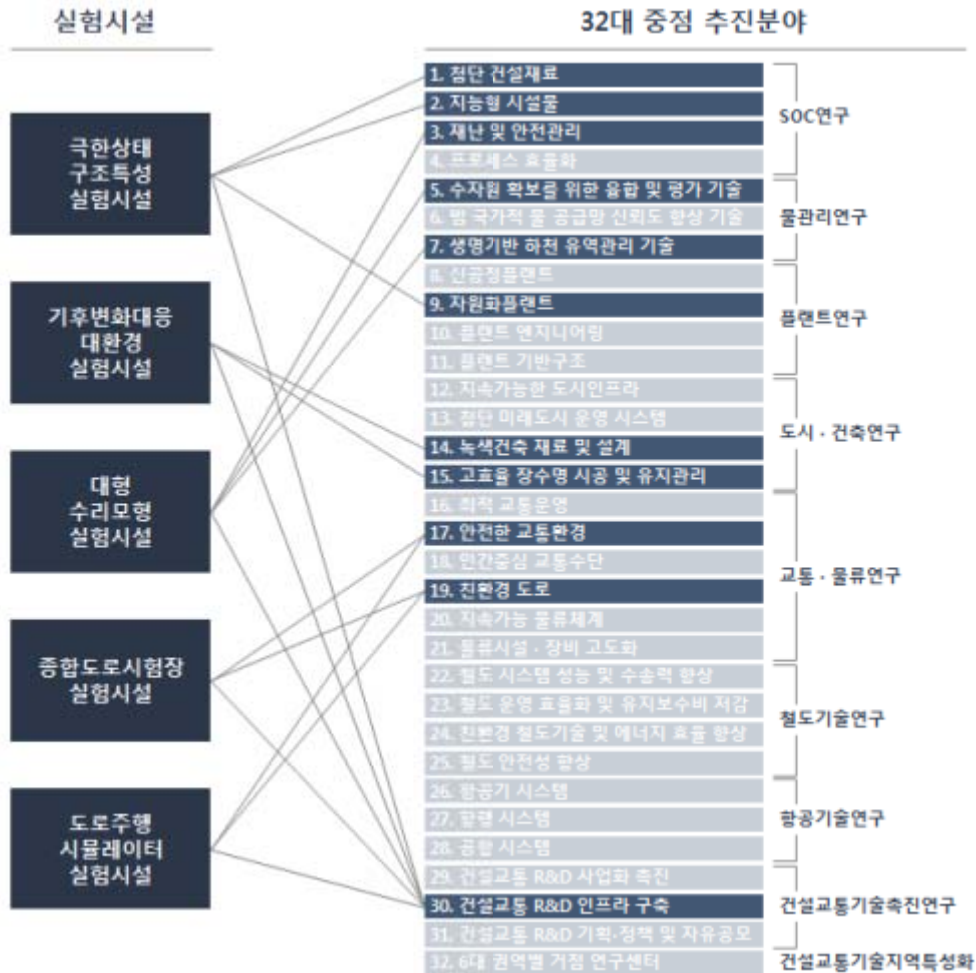 실험시설
32대 중점 추진분야
극한상태
구조특성
실험시설
기후변화대응
대환경
실험시설
대형
수리모형
실험시설
종합도로시험장
실험시설
도로주행
시뮬레이터
실험시설
1. 첨단 건설재료
2. 지능형 시설물
3. 재난 및 안전관리
4. 프로세스 효율화
5. 수자원 확보를 위한 융합 및 평가 기술
6. 범 국가적 물 공급망 신뢰도 향상 기술
7. 생명기반 하천 유역관리 기술
8. 신공정플랜트
9. 자원화플랜트
10. 플랜트 엔지니어링
11. 플랜트 기반구조
12. 지속가능한 도시인프라
13. 첨단 미래도시 운영 시스템
14. 녹색건축 재료 및 설계
15. 고효율 장수명 시공 및 유지관리
16. 최적 교통운영
17. 안전한 교통환경
18. 인간중심 교통수단
19. 친환경 도로
20. 지속가능 물류체계
21. 물류시설 · 장비 고도화
22. 철도 시스템 성능 및 수송력 향상
23. 철도 운영 효율화 및 유지보수비 저감
24. 친환경 철도기술 및 에너지 효율 향상
25. 철도 안전성 향상
26. 항공기 시스템
27. 항행 시스템
28. 공항 시스템
29. 건설교통 R&D 사업화 촉진
30. 건설교통 R&D 인프라 구축
31. 건설교통 R&D 기획·정책 및 자유공모
32. 6대 권역별 거점 연구센터
SOC연구
물관리연구
플랜트연구
도시 · 건축연구
교통 · 물류연구
철도기술연구
항공기술연구
건설교통기술촉진연구
건설교통기술지역특성화